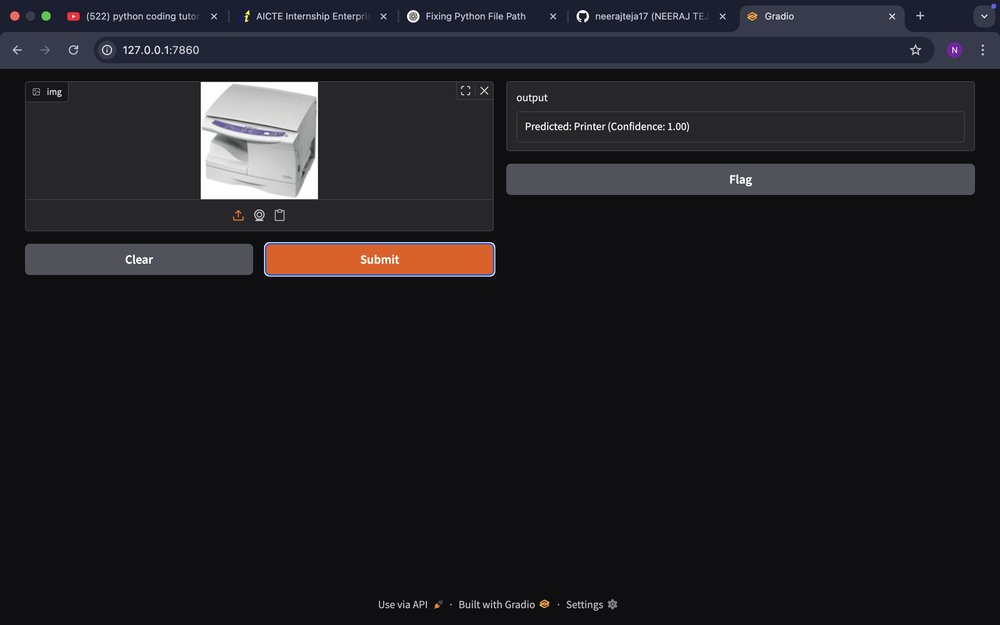 (522) python coding tutor
AICTE Internship Enterpris
Fixing Python File Path
neerajteja17 (NEERAJ TEJ
Gradio
127.0.0.1:7860
N
img
output
Predicted: Printer (Confidence: 1.00)
Flag
Clear
Submit
Use via API · Built with Gradio · Settings